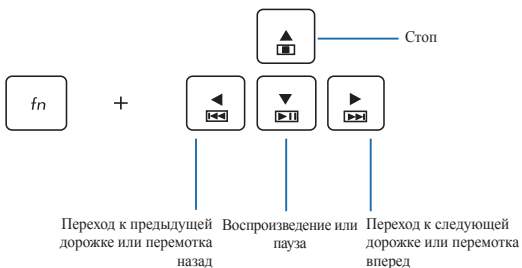 Стоп
fn +
Переход к предыдущей
дорожке или перемотка
назад
Воспроизведение или
пауза
Переход к следующей
дорожке или перемотка
вперед